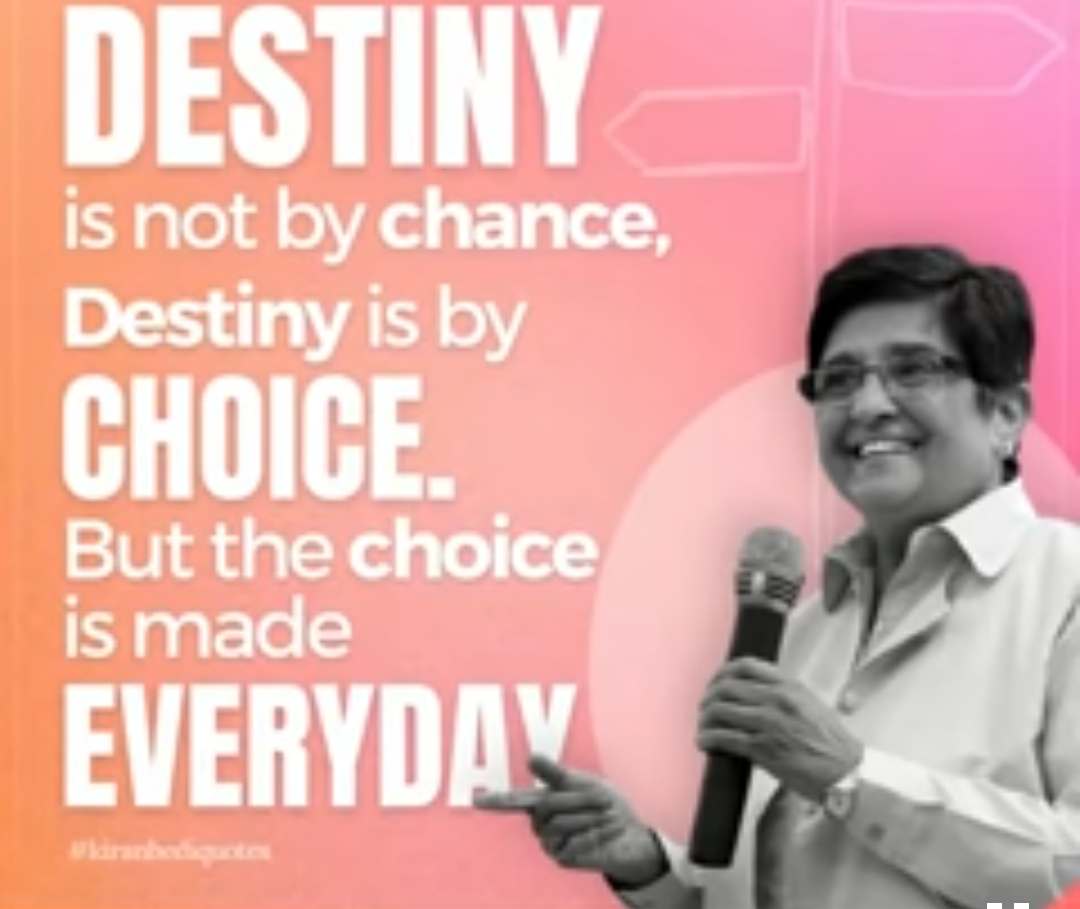 DESTINY
is not by chance,
Destiny is by
CHOICE.
But the choice
is made
EVERYDAY
#kiranbediquotes